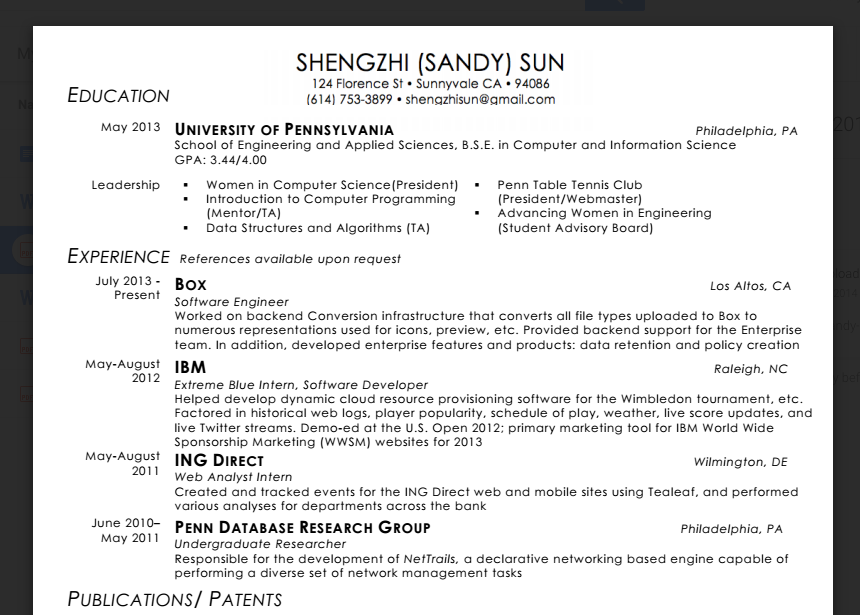 SHENGZHI (SANDY) SUN
124 Florence St • Sunnyvale CA • 94086
(614) 753-3899 • shengzhisun@gmail.com
EDUCATION
May 2013 UNIVERSITY OF PENNSYLVANIA Philadelphia, PA
School of Engineering and Applied Sciences, B.S.E. in Computer and Information Science
GPA: 3.44/4.00
Leadership ▪ Women in Computer Science(President) ▪ Penn Table Tennis Club
▪ Introduction to Computer Programming (President/Webmaster)
(Mentor/TA) ▪ Advancing Women in Engineering
▪ Data Structures and Algorithms (TA) (Student Advisory Board)
EXPERIENCE References available upon request
July 2013 - BOX Los Altos, CA
Present Software Engineer
Worked on backend Conversion infrastructure that converts all file types uploaded to Box to
numerous representations used for icons, preview, etc. Provided backend support for the Enterprise
team. In addition, developed enterprise features and products: data retention and policy creation
May-August IBM Raleigh, NC
2012 Extreme Blue Intern, Software Developer
Helped develop dynamic cloud resource provisioning software for the Wimbledon tournament, etc.
Factored in historical web logs, player popularity, schedule of play, weather, live score updates, and
live Twitter streams. Demo-ed at the U.S. Open 2012; primary marketing tool for IBM World Wide
Sponsorship Marketing (WWSM) websites for 2013
May-August ING DIRECT Wilmington, DE
2011 Web Analyst Intern
Created and tracked events for the ING Direct web and mobile sites using Tealeaf, and performed
various analyses for departments across the bank
June 2010– PENN DATABASE RESEARCH GROUP Philadelphia, PA
May 2011 Undergraduate Researcher
Responsible for the development of NetTrails, a declarative networking based engine capable of
performing a diverse set of network management tasks
PUBLICATIONS/ PATENTS